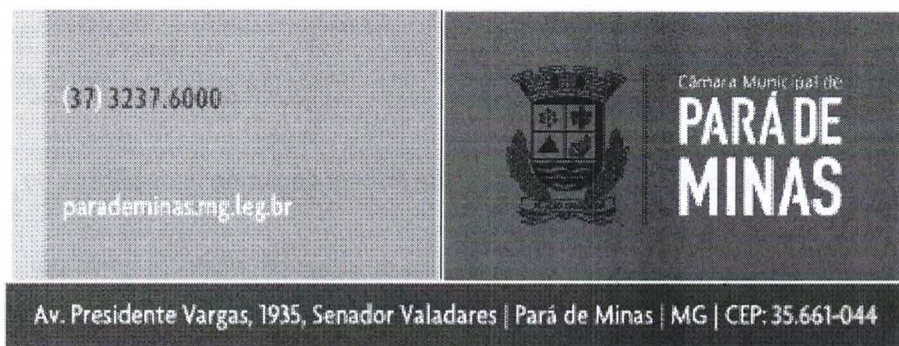 (37) 3237.6000
parademinas.mg.leg.br
Câmara Municipal de
PARÁ DE
MINAS
Av. Presidente Vargas, 1935, Senador Valadares | Pará de Minas | MG | CEP: 35.661-044